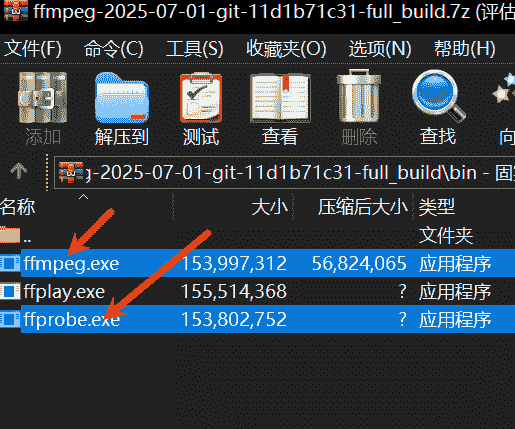 ffmpeg-2025-07-01-git-11d1b71c31-full_build.7z (评估
文件(F) 命令(C) 工具(S) 收藏夹(O) 选项(N) 帮助(H)
添加 解压到 测试 查看 删除 查找 向
g-2025-07-01-git-11d1b71c31-full_build\bin - 固
名称 大小 压缩后大小 类型
.. 文件夹
ffmpeg.exe 153,997,312 56,824,065 应用程序
ffplay.exe 155,514,368 ? 应用程序
ffprobe.exe 153,802,752 ? 应用程序